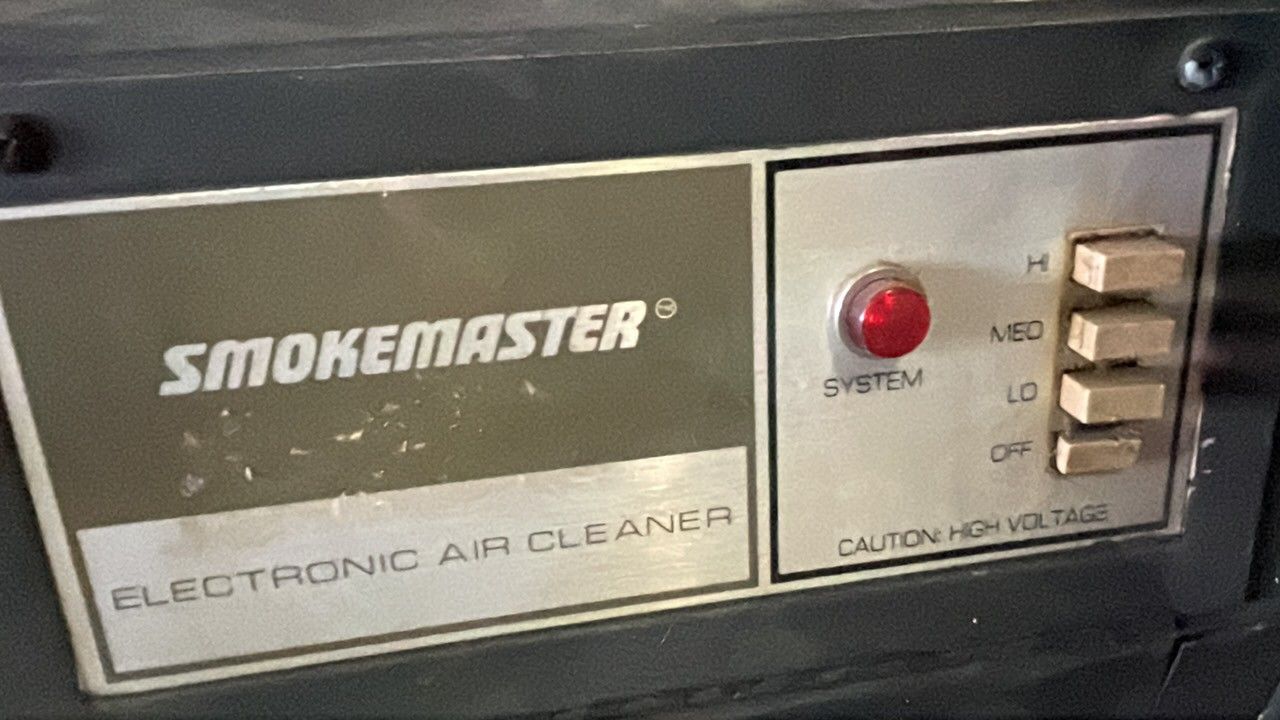 SMOKEMASTER
ELECTRONIC AIR CLEANER
SYSTEM
HI
MED
LO
OFF
CAUTION: HIGH VOLTAGE